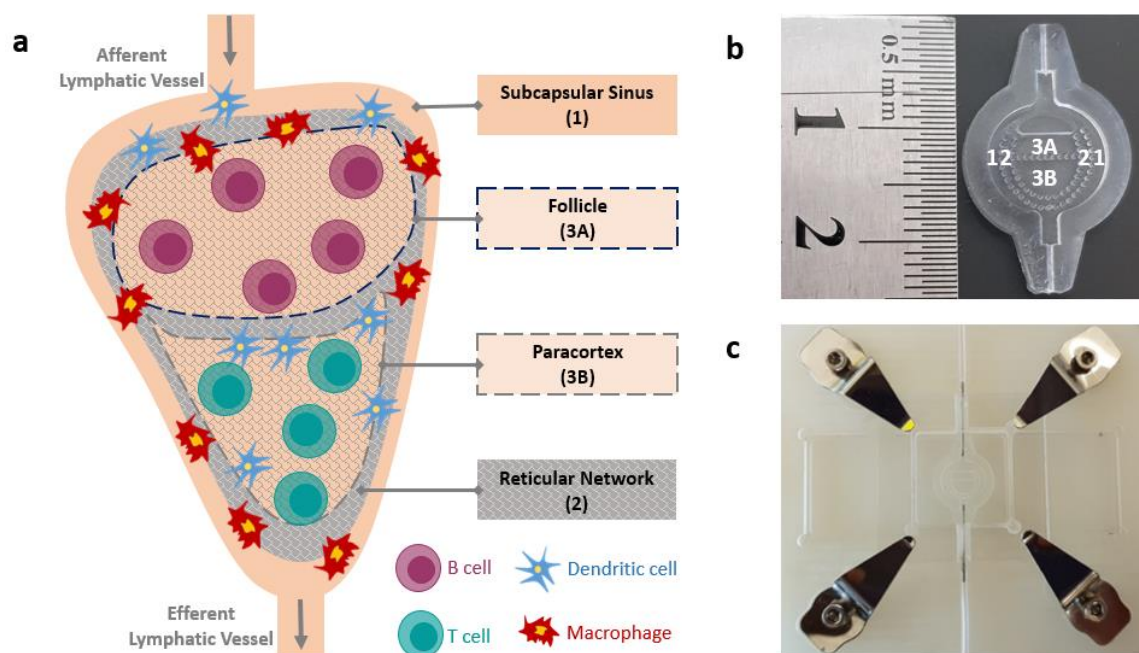 a
Afferent
Lymphatic Vessel
Subcapsular Sinus
(1)
Follicle
(3A)
Paracortex
(3B)
Reticular Network
(2)
B cell
Dendritic cell
T cell
Macrophage
Efferent
Lymphatic Vessel
b
0.5 mm
1
2
12
3A
21
3B
c